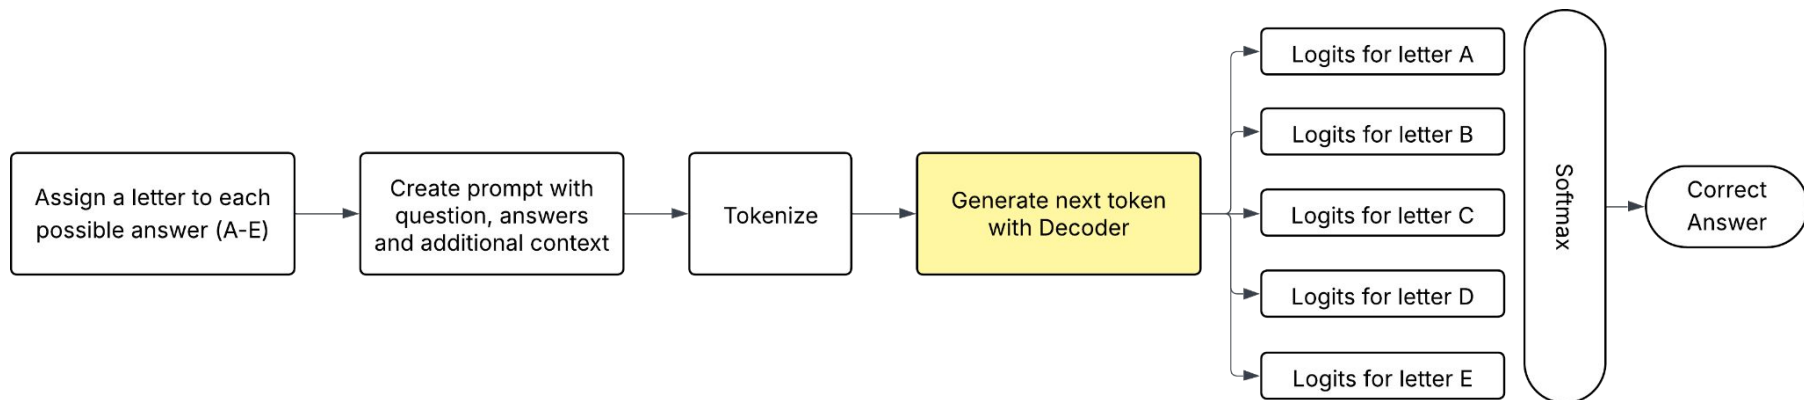 Assign a letter to each
possible answer (A-E)
Create prompt with
question, answers
and additional context
Tokenize
Generate next token
with Decoder
Logits for letter A
Logits for letter B
Logits for letter C
Logits for letter D
Logits for letter E
Softmax
Correct
Answer